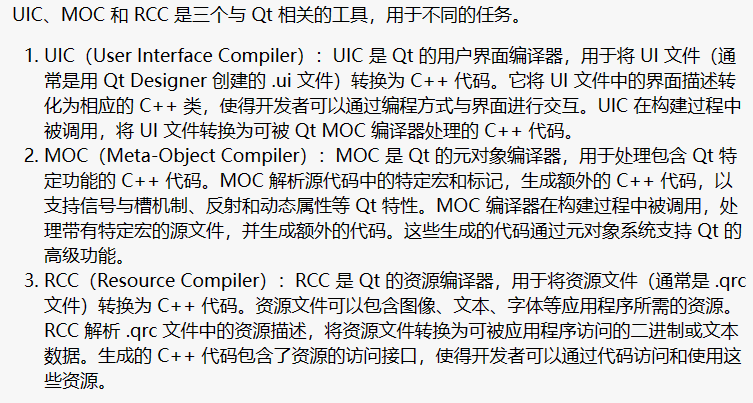 UIC、MOC 和 RCC 是三个与 Qt 相关的工具，用于不同的任务。
1. UIC（User Interface Compiler）：UIC 是 Qt 的用户界面编译器，用于将 UI 文件（通
常是用 Qt Designer 创建的 .ui 文件）转换为 C++ 代码。它将 UI 文件中的界面描述转
化为相应的 C++ 类，使得开发者可以通过编程方式与界面进行交互。UIC 在构建过程中
被调用，将 UI 文件转换为可被 Qt MOC 编译器处理的 C++ 代码。
2. MOC（Meta-Object Compiler）：MOC 是 Qt 的元对象编译器，用于处理包含 Qt 特
定功能的 C++ 代码。MOC 解析源代码中的特定宏和标记，生成额外的 C++ 代码，以
支持信号与槽机制、反射和动态属性等 Qt 特性。MOC 编译器在构建过程中被调用，处
理带有特定宏的源文件，并生成额外的代码。这些生成的代码通过元对象系统支持 Qt 的
高级功能。
3. RCC（Resource Compiler）：RCC 是 Qt 的资源编译器，用于将资源文件（通常是 .qrc
文件）转换为 C++ 代码。资源文件可以包含图像、文本、字体等应用程序所需的资源。
RCC 解析 .qrc 文件中的资源描述，将资源文件转换为可被应用程序访问的二进制或文本
数据。生成的 C++ 代码包含了资源的访问接口，使得开发者可以通过代码访问和使用这
些资源。